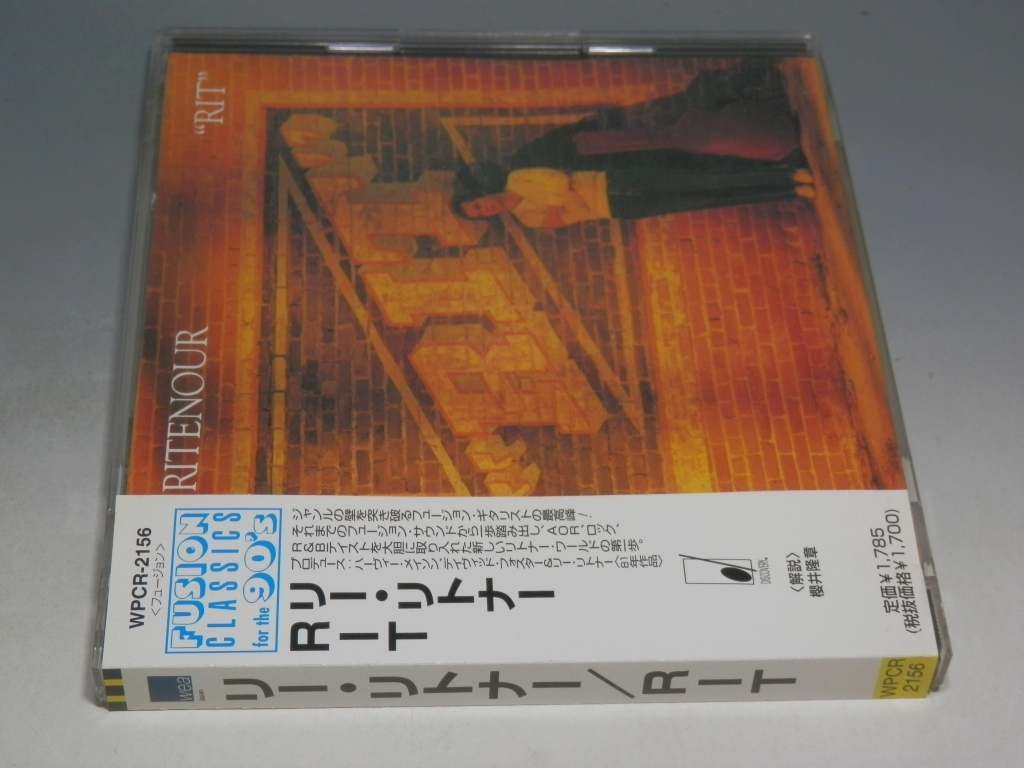 RITENOUR
“RIT”
RIT
WPCR-2156
<フュージョン>
FUSION
CLASSICS
for the 90's
ジャンルの壁を突き破るフュージョン・ギタリストの最高峰!
それまでのフュージョン・サウンドから一歩踏み出し、AOR、ロック、
R&Bテイストを大胆に取り入れた新しいリトナー・ワールドの第一歩。
プロデュース:ハーヴィー・メイソン/デイヴィッド・フォスター&リー・リトナー<81年作品>
リー・リトナー
RIT
<解説>
櫻井隆章
定価¥1,785
(税抜価格¥1,700)
wea
japan
リー・リトナー/RIT
WPCR
2156